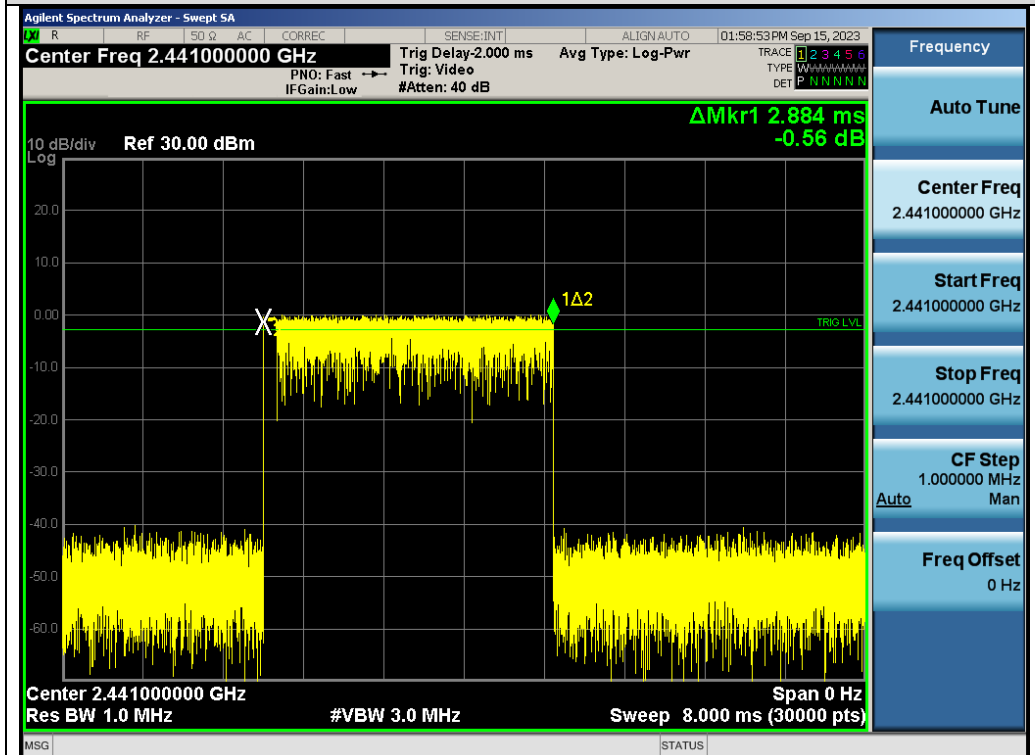 Agilent Spectrum Analyzer - Swept SA
LXI R RF 50 Ω AC CORREC SENSE:INT ALIGN AUTO 01:58:53 PM Sep 15, 2023
Center Freq 2.441000000 GHz
PNO: Fast
IFGain:Low
Trig Delay-2.000 ms
Trig: Video
#Atten: 40 dB
Avg Type: Log-Pwr
TRACE 1 2 3 4 5 6
TYPE WWWWWW
DET P N N N N N
ΔMkr1 2.884 ms
-0.56 dB
10 dB/div Ref 30.00 dBm
Log
20.0
10.0
0.00
-10.0
-20.0
-30.0
-40.0
-50.0
-60.0
1Δ2
TRIG LVL
Center 2.441000000 GHz Span 0 Hz
Res BW 1.0 MHz #VBW 3.0 MHz Sweep 8.000 ms (30000 pts)
MSG STATUS
Frequency
Auto Tune
Center Freq
2.441000000 GHz
Start Freq
2.441000000 GHz
Stop Freq
2.441000000 GHz
CF Step
1.000000 MHz
Auto Man
Freq Offset
0 Hz